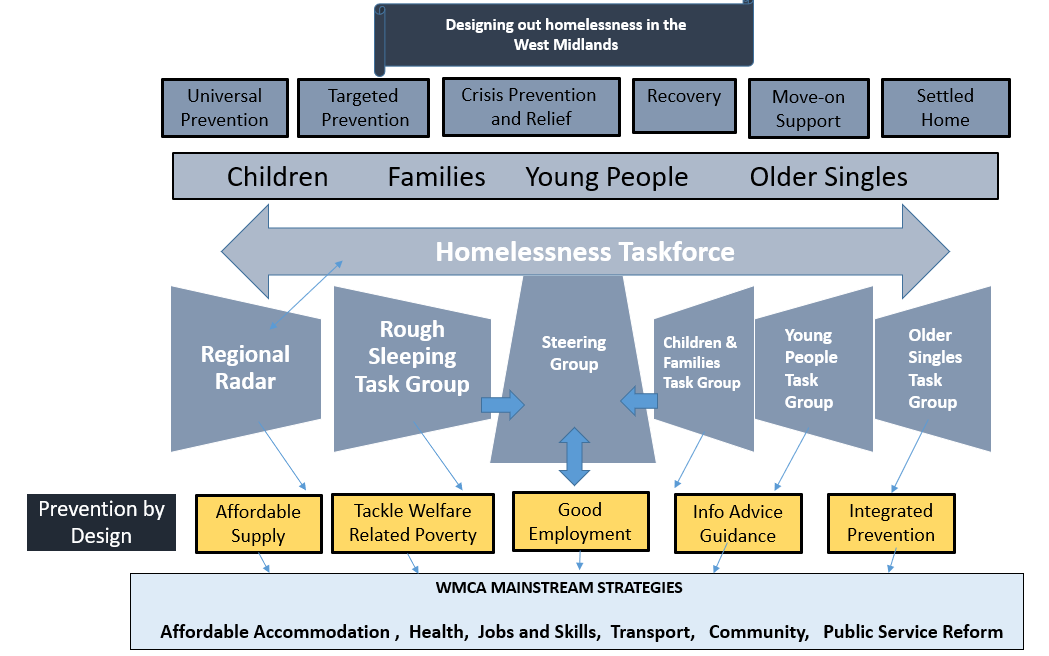 Designing out homelessness in the
West Midlands
Universal
Prevention
Targeted
Prevention
Crisis Prevention
and Relief
Recovery
Move-on
Support
Settled
Home
Children Families Young People Older Singles
Homelessness Taskforce
Regional
Radar
Rough
Sleeping
Task Group
Steering
Group
Children &
Families
Task Group
Young
People
Task
Group
Older
Singles
Task
Group
Prevention by
Design
Affordable
Supply
Tackle Welfare
Related Poverty
Good
Employment
Info Advice
Guidance
Integrated
Prevention
WMCA MAINSTREAM STRATEGIES
Affordable Accommodation , Health, Jobs and Skills, Transport, Community, Public Service Reform